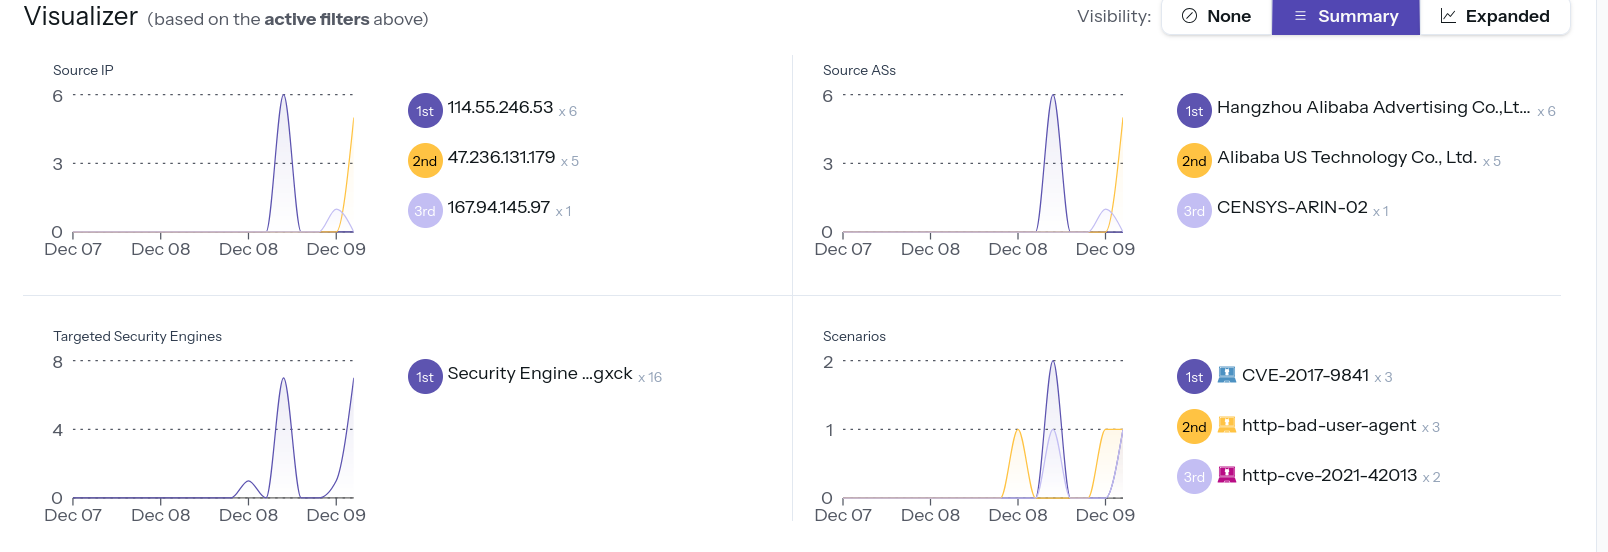 Visualizer (based on the active filters above)
Visibility: None Summary Expanded
Source IP
6
3
0
Dec 07 Dec 08 Dec 08 Dec 09
1st 114.55.246.53 x 6
2nd 47.236.131.179 x 5
3rd 167.94.145.97 x 1
Source ASs
6
3
0
Dec 07 Dec 08 Dec 08 Dec 09
1st Hangzhou Alibaba Advertising Co.,Lt... x 6
2nd Alibaba US Technology Co., Ltd. x 5
3rd CENSYS-ARIN-02 x 1
Targeted Security Engines
8
4
0
Dec 07 Dec 08 Dec 08 Dec 09
1st Security Engine ...gxck x 16
Scenarios
2
1
0
Dec 07 Dec 08 Dec 08 Dec 09
1st CVE-2017-9841 x 3
2nd http-bad-user-agent x 3
3rd http-cve-2021-42013 x 2